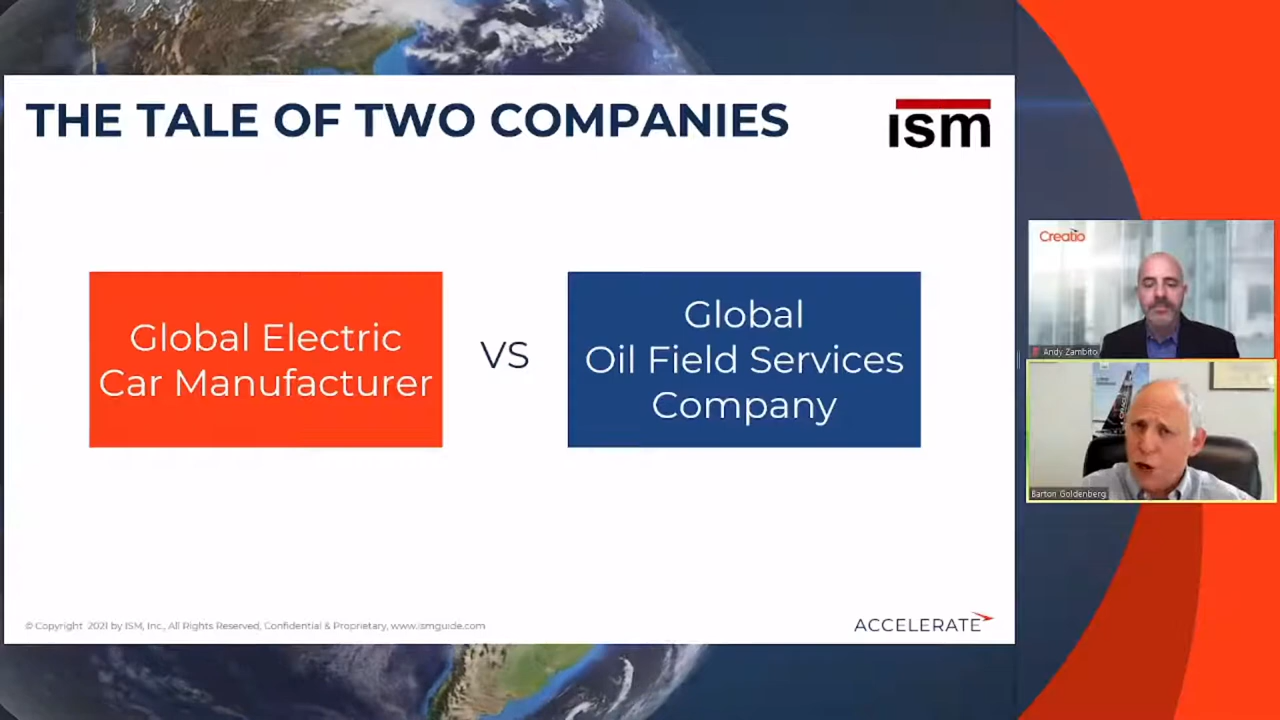 THE TALE OF TWO COMPANIES
ism
Global Electric
Car Manufacturer
VS
Global
Oil Field Services
Company
© Copyright 2021 by ISM, Inc., All Rights Reserved, Confidential & Proprietary, www.ismguide.com
ACCELERATE
Creatio
Andy Zambito
Barton Goldenberg